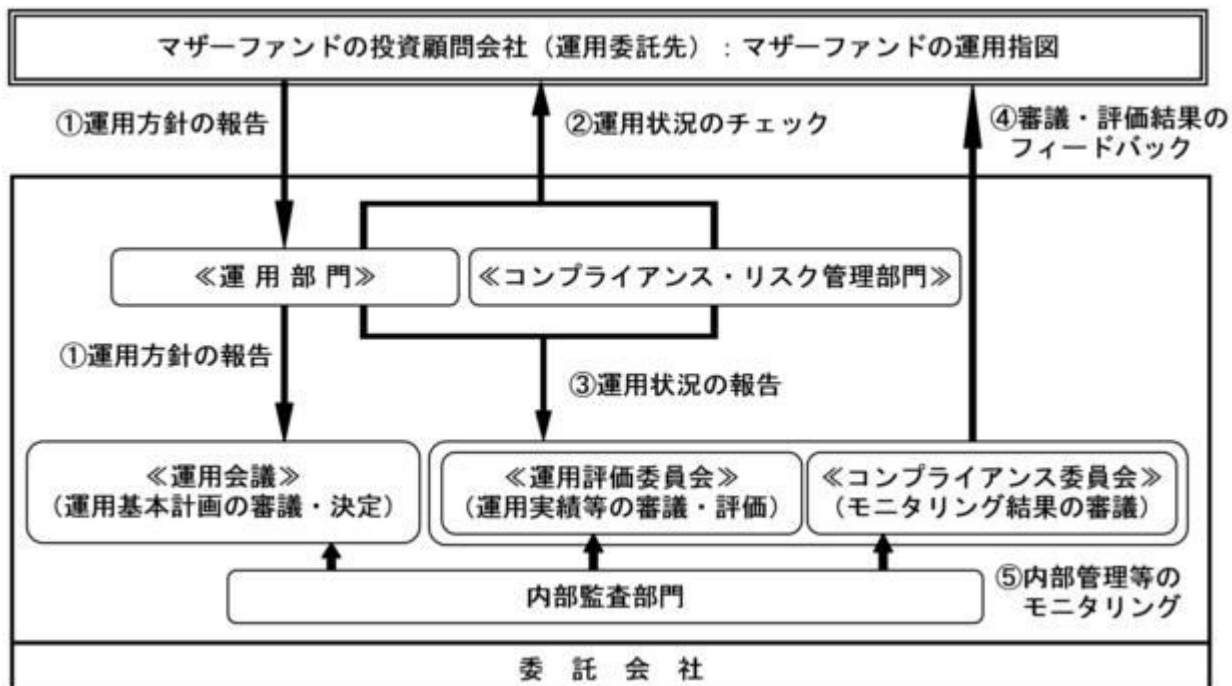 マザーファンドの投資顧問会社（運用委託先）：マザーファンドの運用指図
①運用方針の報告
②運用状況のチェック
④審議・評価結果の
フィードバック
≪運 用 部 門≫
≪コンプライアンス・リスク管理部門≫
①運用方針の報告
③運用状況の報告
≪運用会議≫
（運用基本計画の審議・決定）
≪運用評価委員会≫
（運用実績等の審議・評価）
≪コンプライアンス委員会≫
（モニタリング結果の審議）
内部監査部門
⑤内部管理等の
モニタリング
委 託 会 社